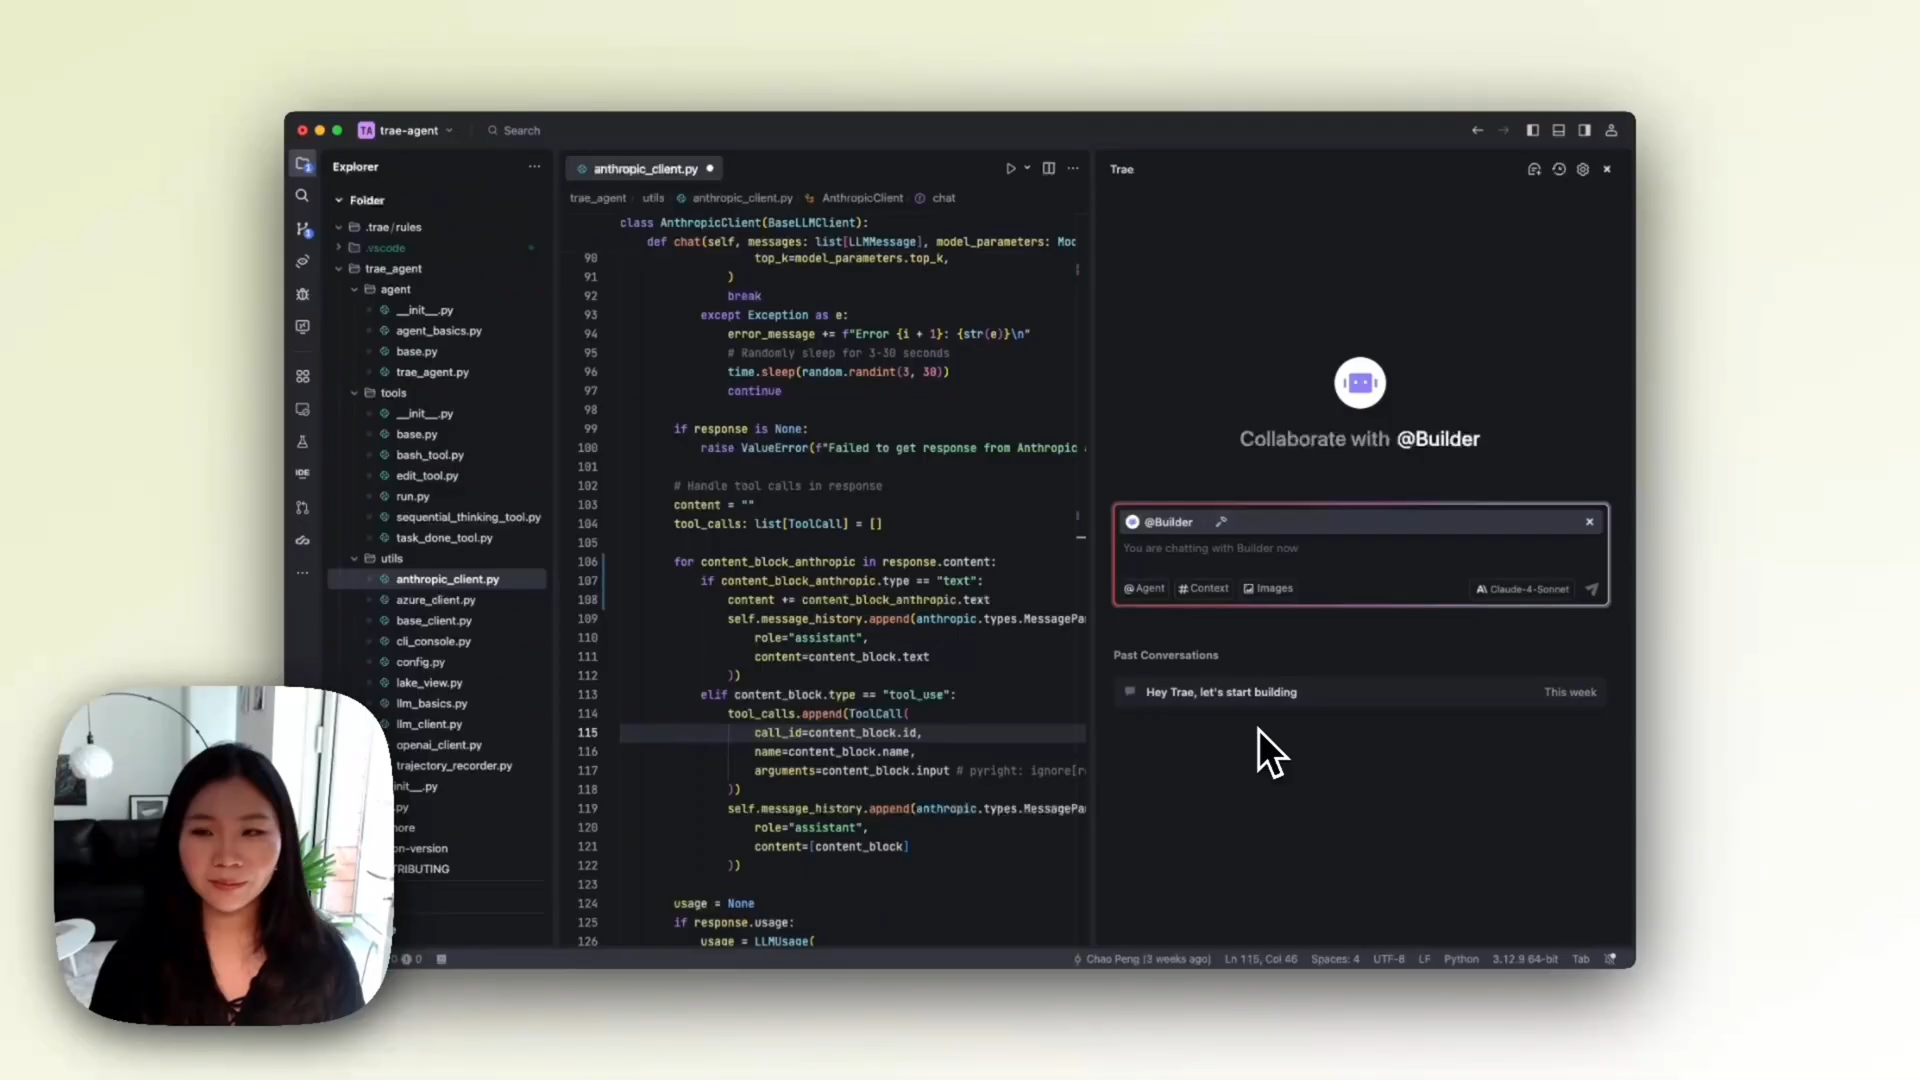 TA trae-agent
Search
Explorer
Folder
.trae/rules
.vscode
trae_agent
agent
__init__.py
agent_basics.py
base.py
trae_agent.py
tools
__init__.py
base.py
bash_tool.py
edit_tool.py
run.py
sequential_thinking_tool.py
task_done_tool.py
utils
anthropic_client.py
azure_client.py
base_client.py
cli_console.py
config.py
lake_view.py
llm_basics.py
llm_client.py
openai_client.py
trajectory_recorder.py
init__.py
.py
ore
on-version
TRIBUTING
IDE
anthropic_client.py
trae_agent utils anthropic_client.py AnthropicClient chat
class AnthropicClient(BaseLLMClient):
def chat(self, messages: list[LLMMessage], model_parameters: Mod
90 top_k=model_parameters.top_k,
91 )
92 break
93 except Exception as e:
94 error_message += f"Error {i + 1}: {str(e)}\n"
95 # Randomly sleep for 3-30 seconds
96 time.sleep(random.randint(3, 30))
97 continue
98
99 if response is None:
100 raise ValueError(f"Failed to get response from Anthropic
101
102 # Handle tool calls in response
103 content = ""
104 tool_calls: list[ToolCall] = []
105
106 for content_block_anthropic in response.content:
107 if content_block_anthropic.type == "text":
108 content += content_block_anthropic.text
109 self.message_history.append(anthropic.types.MessagePa
110 role="assistant",
111 content=content_block.text
112 ))
113 elif content_block.type == "tool_use":
114 tool_calls.append(ToolCall(
115 call_id=content_block.id,
116 name=content_block.name,
117 arguments=content_block.input # pyright: ignore[r
118 ))
119 self.message_history.append(anthropic.types.MessagePa
120 role="assistant",
121 content=[content_block]
122 ))
123
124 usage = None
125 if response.usage:
126 usage = LLMUsage(
Trae
Collaborate with @Builder
@Builder
You are chatting with Builder now
@Agent #Context Images Claude-4-Sonnet
Past Conversations
Hey Trae, let's start building This week
0 Chao Peng (3 weeks ago) Ln 115, Col 46 Spaces: 4 UTF-8 LF Python 3.12.9 64-bit Tab